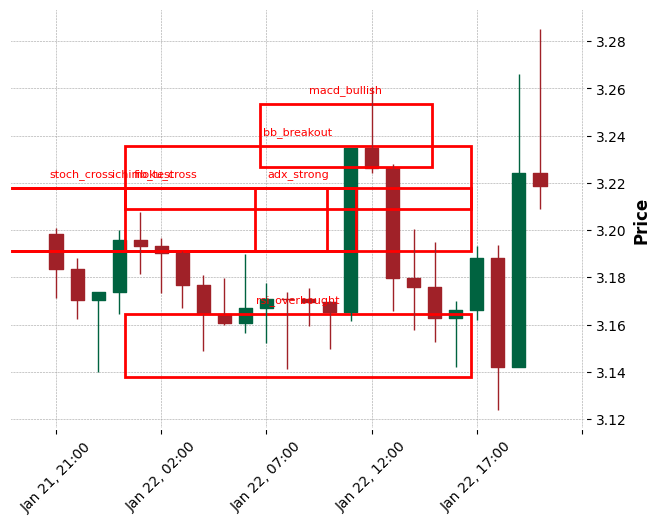 macd_bullish
bb_breakout
stoch_cross
adx_strong
rsi_overbought
3.28
3.26
3.24
3.22
3.20
3.18
3.16
3.14
3.12
Price
Jan 21, 21:00
Jan 22, 02:00
Jan 22, 07:00
Jan 22, 12:00
Jan 22, 17:00